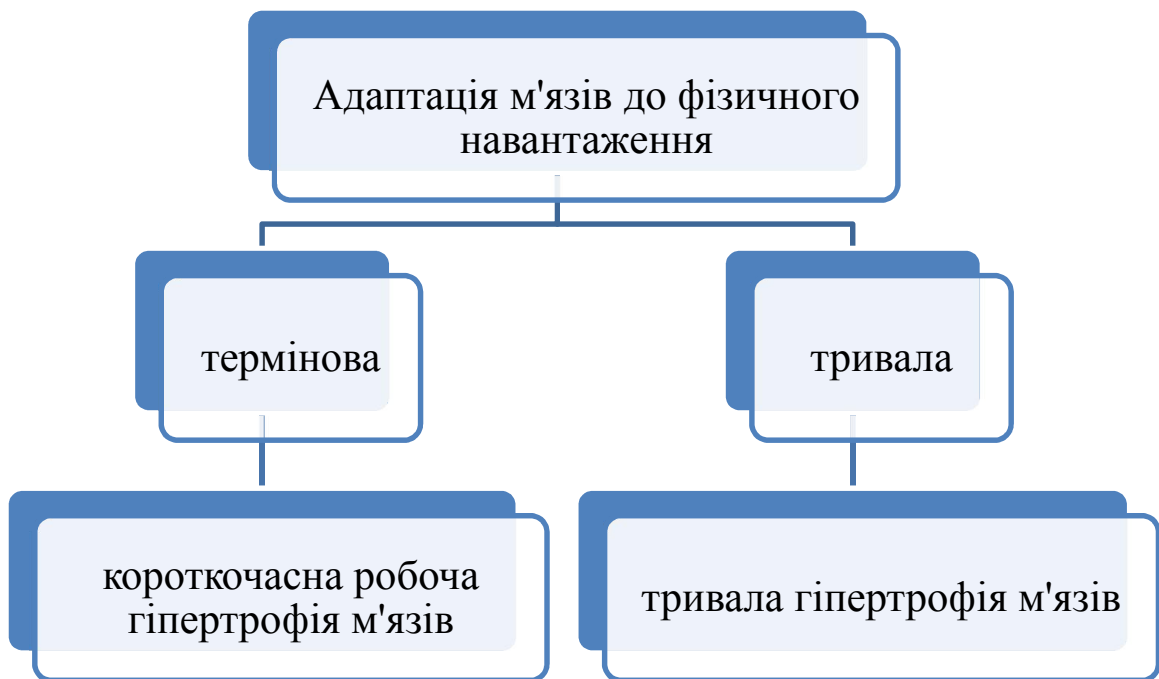 Адаптація м'язів до фізичного
навантаження
термінова
тривала
короткочасна робоча
гіпертрофія м'язів
тривала гіпертрофія м'язів